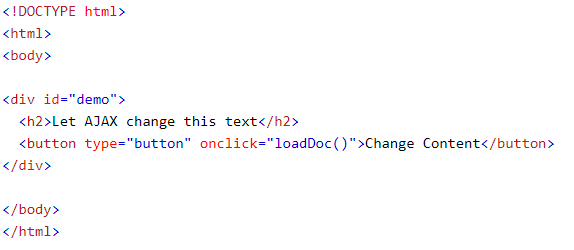 <!DOCTYPE html>
<html>
<body>
<div id="demo">
<h2>Let AJAX change this text</h2>
<button type="button" onclick="loadDoc()">Change Content</button>
</div>
</body>
</html>